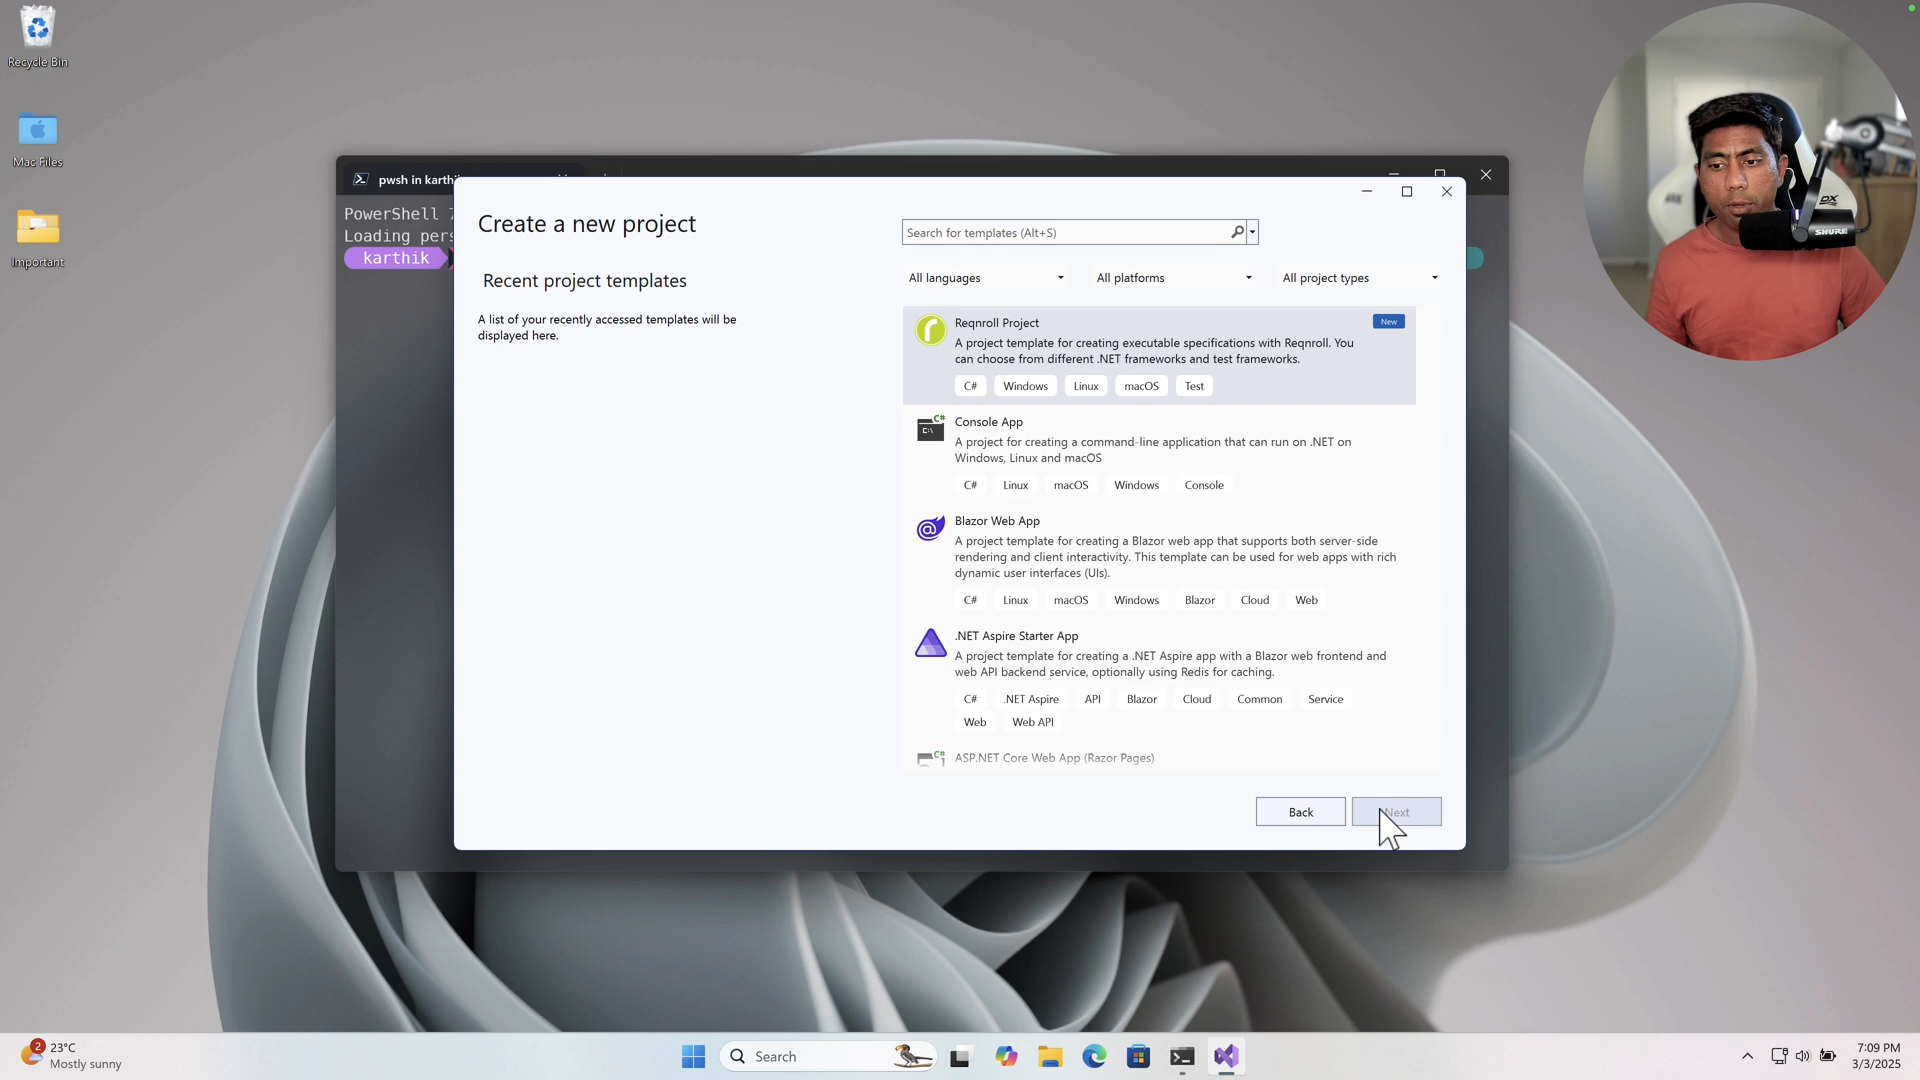 Recycle Bin
Mac Files
Important
pwsh in karthi
PowerShell 7
Loading pers
karthik
Create a new project
Recent project templates
A list of your recently accessed templates will be
displayed here.
Search for templates (Alt+S)
All languages
All platforms
All project types
Reqnroll Project
New
A project template for creating executable specifications with Reqnroll. You
can choose from different .NET frameworks and test frameworks.
C# Windows Linux macOS Test
Console App
A project for creating a command-line application that can run on .NET on
Windows, Linux and macOS
C# Linux macOS Windows Console
Blazor Web App
A project template for creating a Blazor web app that supports both server-side
rendering and client interactivity. This template can be used for web apps with rich
dynamic user interfaces (UIs).
C# Linux macOS Windows Blazor Cloud Web
.NET Aspire Starter App
A project template for creating a .NET Aspire app with a Blazor web frontend and
web API backend service, optionally using Redis for caching.
C# .NET Aspire API Blazor Cloud Common Service
Web Web API
ASP.NET Core Web App (Razor Pages)
Back
Next
DX
SHURE
2
23°C
Mostly sunny
Search
7:09 PM
3/3/2025